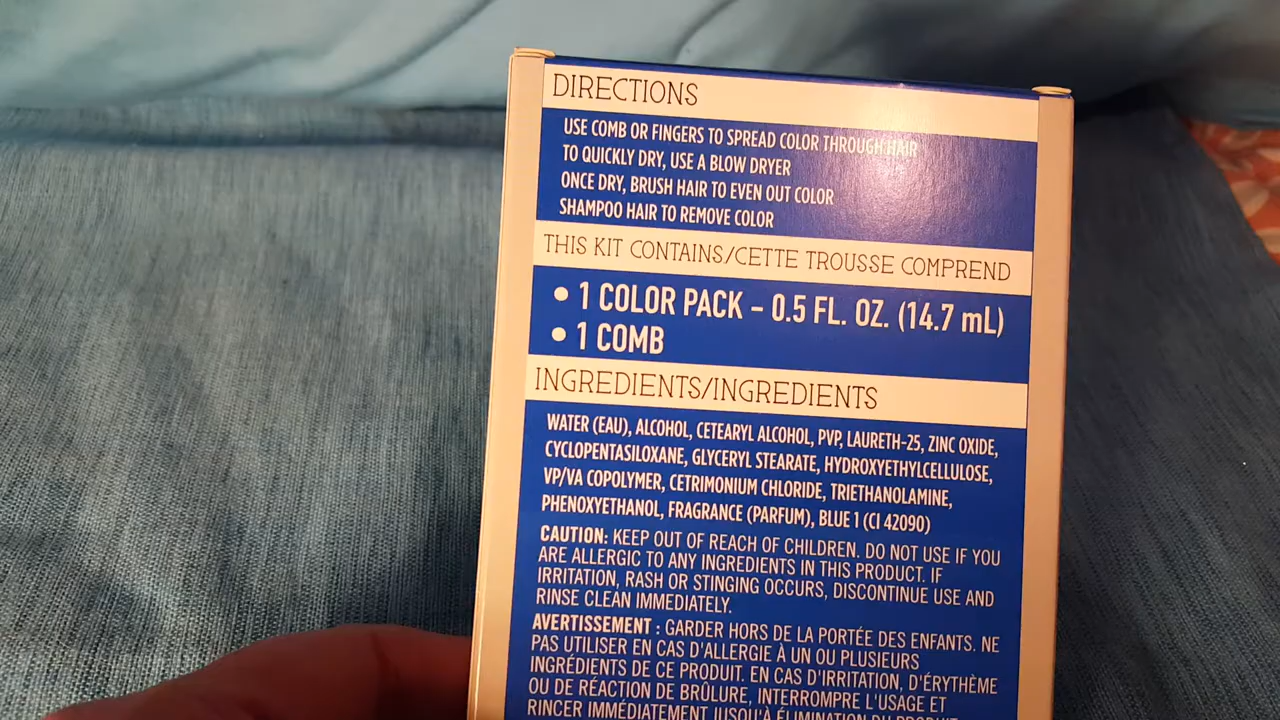 DIRECTIONS
USE COMB OR FINGERS TO SPREAD COLOR THROUGH HAIR
TO QUICKLY DRY, USE A BLOW DRYER
ONCE DRY, BRUSH HAIR TO EVEN OUT COLOR
SHAMPOO HAIR TO REMOVE COLOR
THIS KIT CONTAINS/CETTE TROUSSE COMPREND
• 1 COLOR PACK – 0.5 FL. OZ. (14.7 mL)
• 1 COMB
INGREDIENTS/INGREDIENTS
WATER (EAU), ALCOHOL, CETEARYL ALCOHOL, PVP, LAURETH-25, ZINC OXIDE,
CYCLOPENTASILOXANE, GLYCERYL STEARATE, HYDROXYETHYLCELLULOSE,
VP/VA COPOLYMER, CETRIMONIUM CHLORIDE, TRIETHANOLAMINE,
PHENOXYETHANOL, FRAGRANCE (PARFUM), BLUE 1 (CI 42090)
CAUTION: KEEP OUT OF REACH OF CHILDREN. DO NOT USE IF YOU
ARE ALLERGIC TO ANY INGREDIENTS IN THIS PRODUCT. IF
IRRITATION, RASH OR STINGING OCCURS, DISCONTINUE USE AND
RINSE CLEAN IMMEDIATELY.
AVERTISSEMENT : GARDER HORS DE LA PORTÉE DES ENFANTS. NE
PAS UTILISER EN CAS D'ALLERGIE À UN OU PLUSIEURS
INGRÉDIENTS DE CE PRODUIT. EN CAS D'IRRITATION, D'ÉRYTHÈME
OU DE RÉACTION DE BRÛLURE, INTERROMPRE L'USAGE ET
RINCER IMMÉDIATEMENT JUSQU'À ÉLIMINATION DU PRODUIT